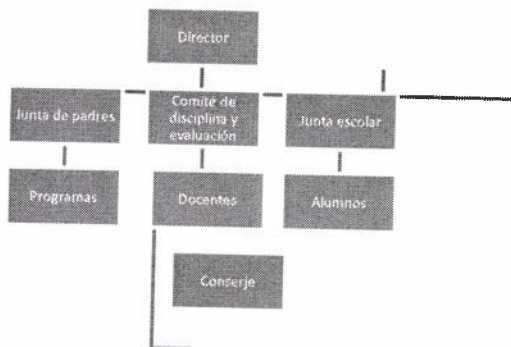 Director
Junta de padres
Comité de
disciplina y
evaluación
Junta escolar
Programas
Docentes
Alumnos
Conserje